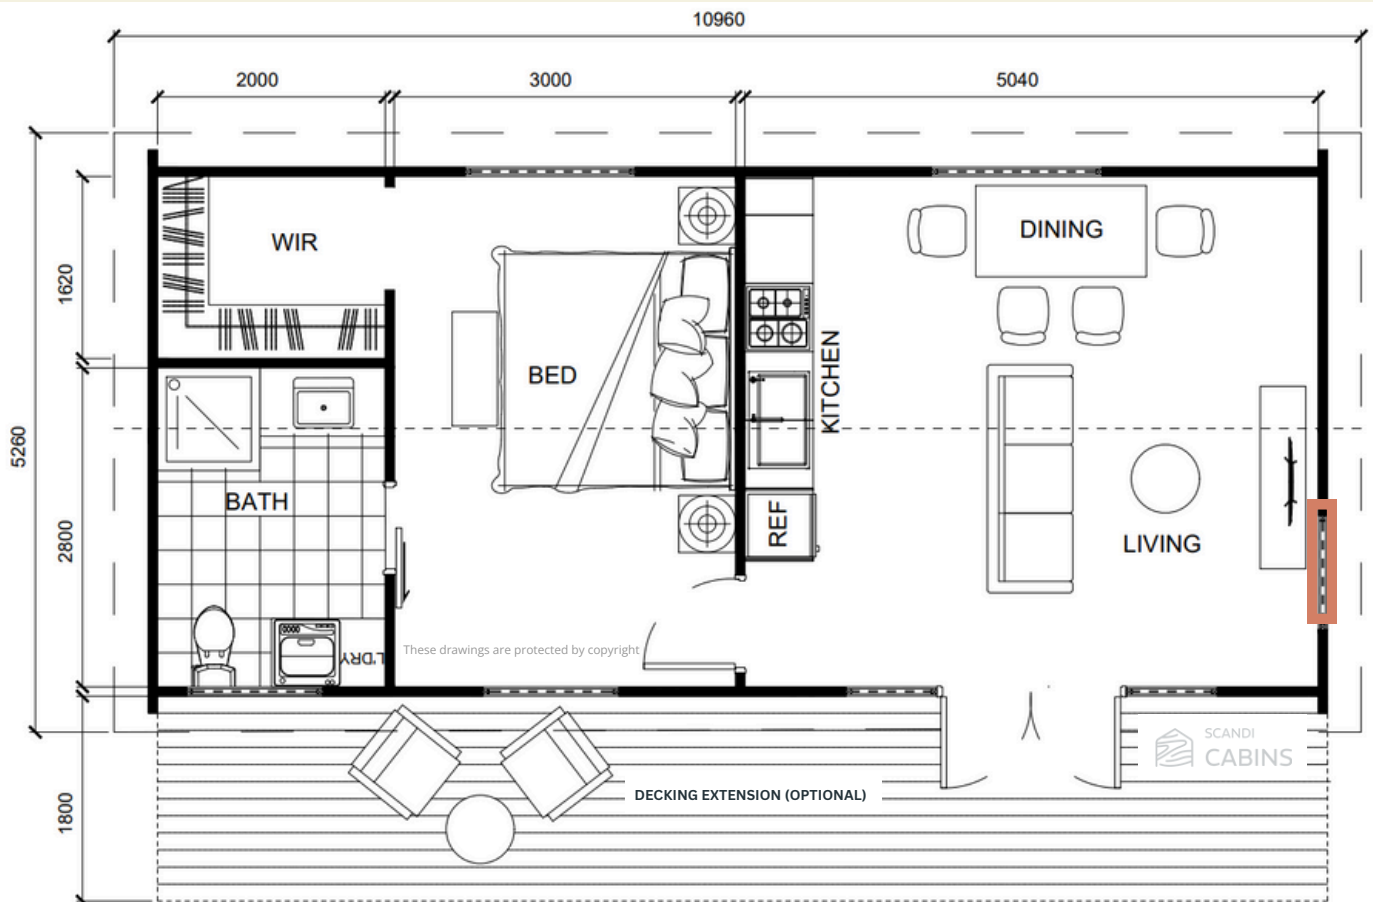 10960
2000
3000
5040
WIR
DINING
1620
BED
KITCHEN
5260
BATH
REF
2800
LIVING
L'DRY
These drawings are protected by copyright
SCANDI
CABINS
DECKING EXTENSION (OPTIONAL)
1800